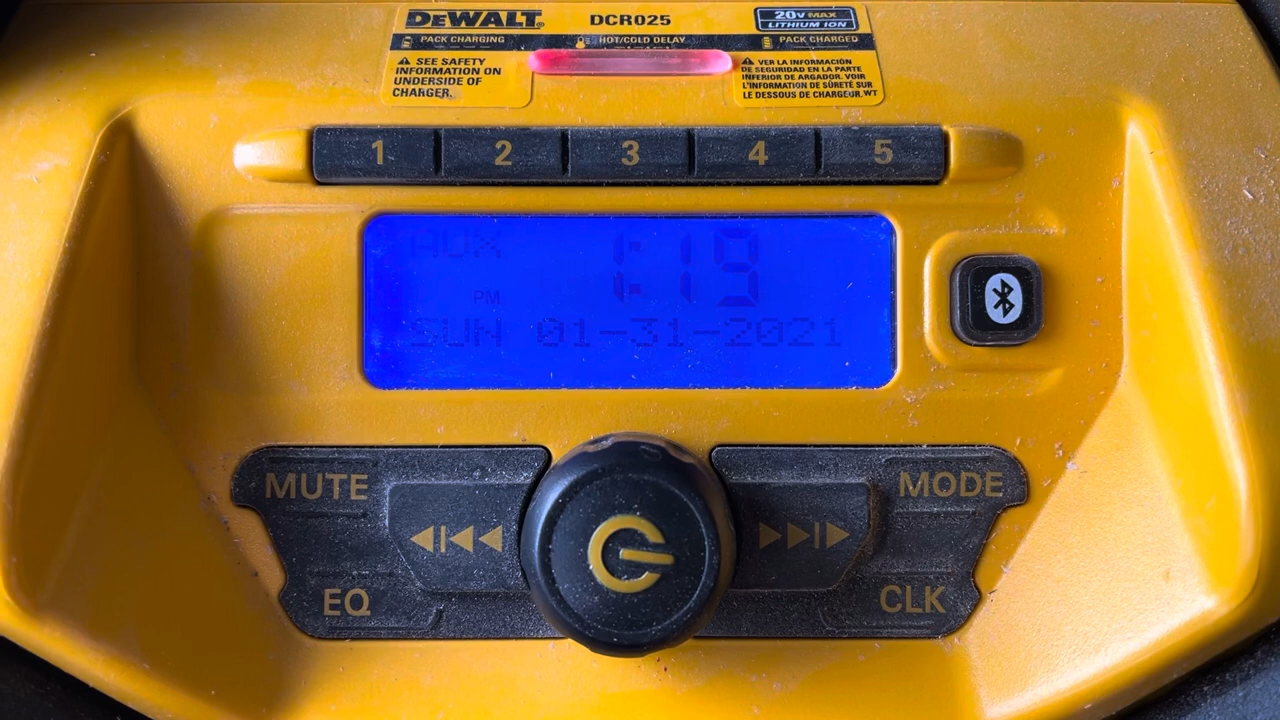 DEWALT®
DCR025
20V MAX
LITHIUM ION
PACK CHARGING
HOT/COLD DELAY
PACK CHARGED
SEE SAFETY
INFORMATION ON
UNDERSIDE OF
CHARGER.
VER LA INFORMACIÓN
DE SEGURIDAD EN LA PARTE
INFERIOR DE ARGADOR. VOIR
L'INFORMATION DE SÛRETÉ SUR
LE DESSOUS DE CHARGEUR.WT
1 2 3 4 5
AUX 1:19
PM
SUN 01-31-2021
MUTE
MODE
EQ
CLK